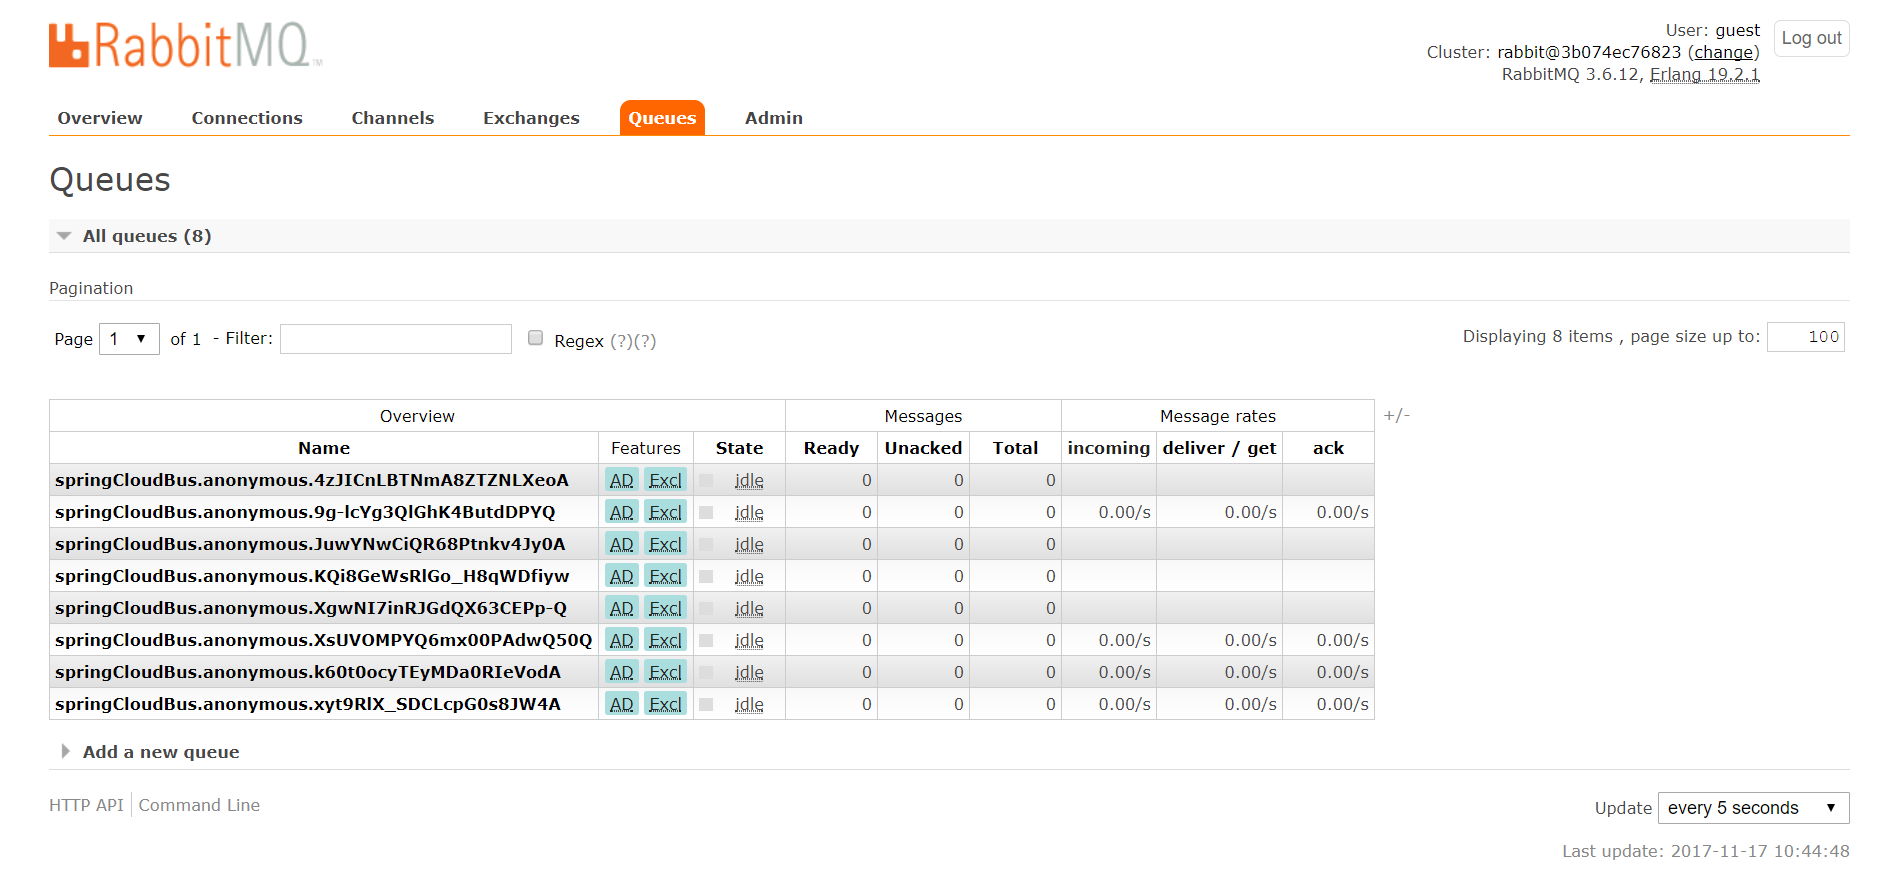 RabbitMQ™
User: guest
Log out
Cluster: rabbit@3b074ec76823 (change)
RabbitMQ 3.6.12, Erlang 19.2.1
Overview Connections Channels Exchanges Queues Admin
Queues
All queues (8)
Pagination
Page 1 of 1 - Filter: Regex (?)(?) Displaying 8 items , page size up to: 100
Overview Messages Message rates +/-
Name Features State Ready Unacked Total incoming deliver / get ack
springCloudBus.anonymous.4zJICnLBTNmA8ZTZNLXeoA AD Excl idle 0 0 0
springCloudBus.anonymous.9g-lcYg3QlGhK4ButdDPYQ AD Excl idle 0 0 0 0.00/s 0.00/s 0.00/s
springCloudBus.anonymous.JuwYNwCiQR68Ptnkv4Jy0A AD Excl idle 0 0 0
springCloudBus.anonymous.KQi8GeWsRlGo_H8qWDfiyw AD Excl idle 0 0 0
springCloudBus.anonymous.XgwNI7inRJGdQX63CEPp-Q AD Excl idle 0 0 0
springCloudBus.anonymous.XsUVOMPYQ6mx00PAdwQ50Q AD Excl idle 0 0 0 0.00/s 0.00/s 0.00/s
springCloudBus.anonymous.k60t0ocyTEyMDa0RIeVodA AD Excl idle 0 0 0 0.00/s 0.00/s 0.00/s
springCloudBus.anonymous.xyt9RlX_SDCLcpG0s8JW4A AD Excl idle 0 0 0 0.00/s 0.00/s 0.00/s
Add a new queue
HTTP API Command Line
Update every 5 seconds
Last update: 2017-11-17 10:44:48